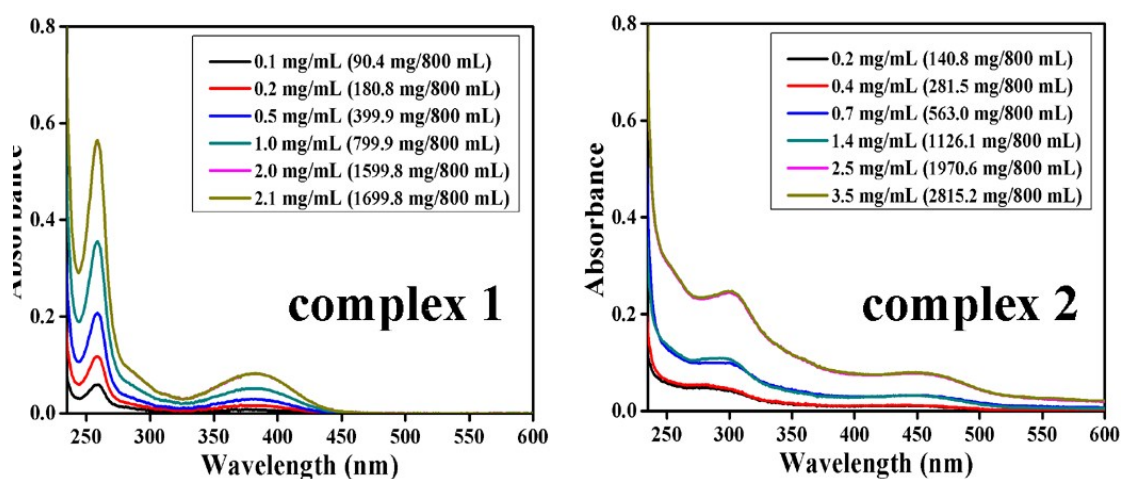 0.8
0.6
0.4
0.2
0.0
Absorbance
0.1 mg/mL (90.4 mg/800 mL)
0.2 mg/mL (180.8 mg/800 mL)
0.5 mg/mL (399.9 mg/800 mL)
1.0 mg/mL (799.9 mg/800 mL)
2.0 mg/mL (1599.8 mg/800 mL)
2.1 mg/mL (1699.8 mg/800 mL)
complex 1
250 300 350 400 450 500 550 600
Wavelength (nm)
0.8
0.6
0.4
0.2
0.0
Absorbance
0.2 mg/mL (140.8 mg/800 mL)
0.4 mg/mL (281.5 mg/800 mL)
0.7 mg/mL (563.0 mg/800 mL)
1.4 mg/mL (1126.1 mg/800 mL)
2.5 mg/mL (1970.6 mg/800 mL)
3.5 mg/mL (2815.2 mg/800 mL)
complex 2
250 300 350 400 450 500 550 600
Wavelength (nm)